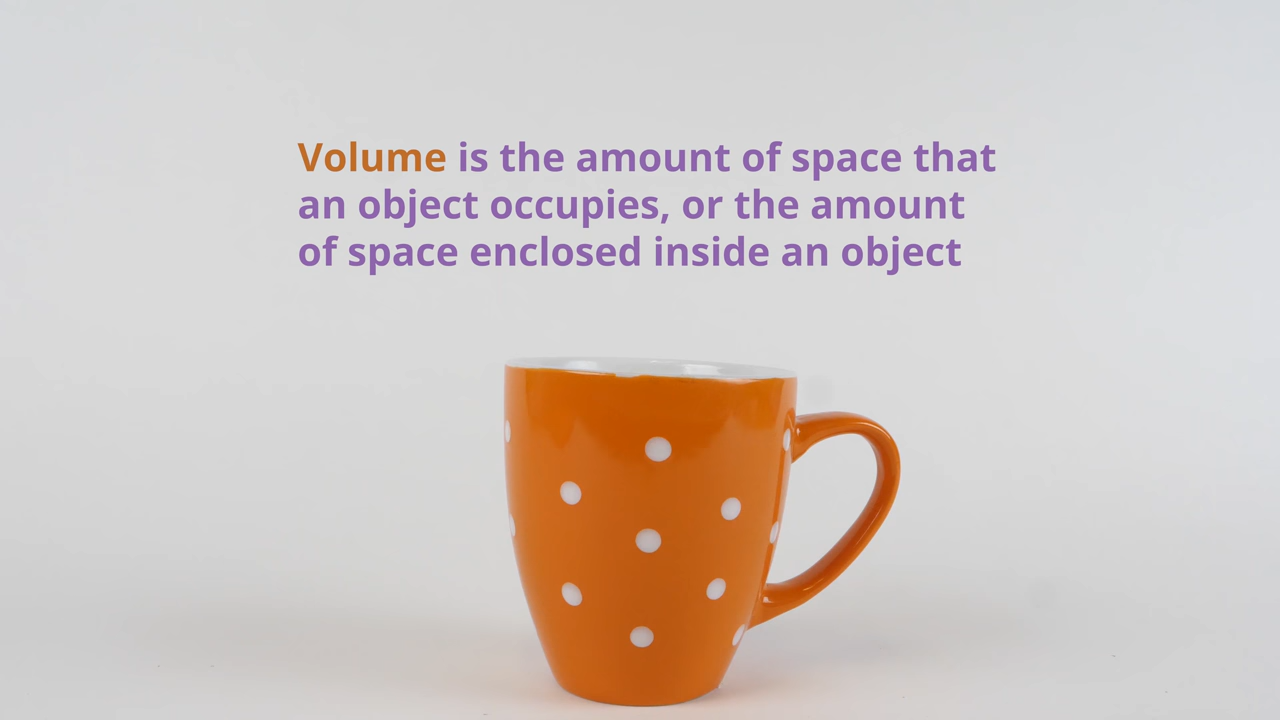 Volume is the amount of space that
an object occupies, or the amount
of space enclosed inside an object